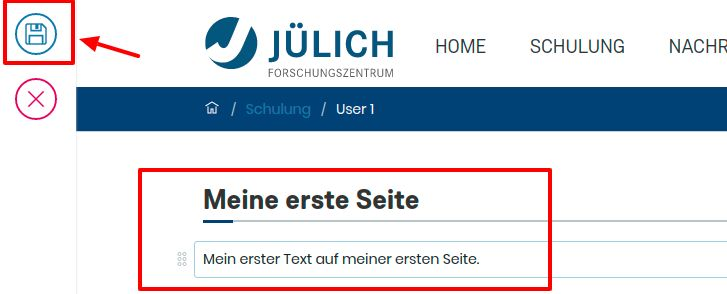 JÜLICH
FORSCHUNGSZENTRUM
HOME SCHULUNG NACHR
/ Schulung / User 1
Meine erste Seite
Mein erster Text auf meiner ersten Seite.